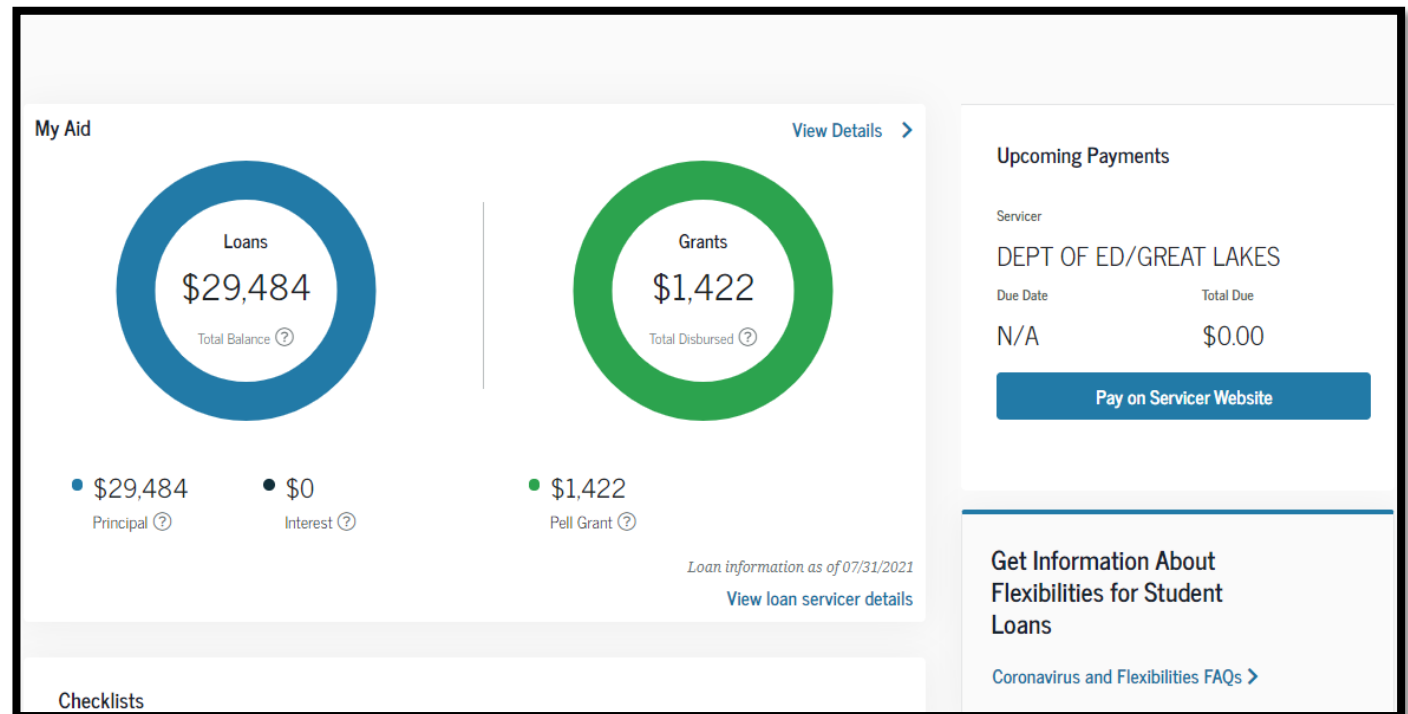 My Aid
View Details
Loans
$29,484
Total Balance ?
Grants
$1,422
Total Disbursed ?
$29,484
Principal ?
$0
Interest ?
$1,422
Pell Grant ?
Loan information as of 07/31/2021
View loan servicer details
Checklists
Upcoming Payments
Servicer
DEPT OF ED/GREAT LAKES
Due Date
Total Due
N/A
$0.00
Pay on Servicer Website
Get Information About
Flexibilities for Student
Loans
Coronavirus and Flexibilities FAQs